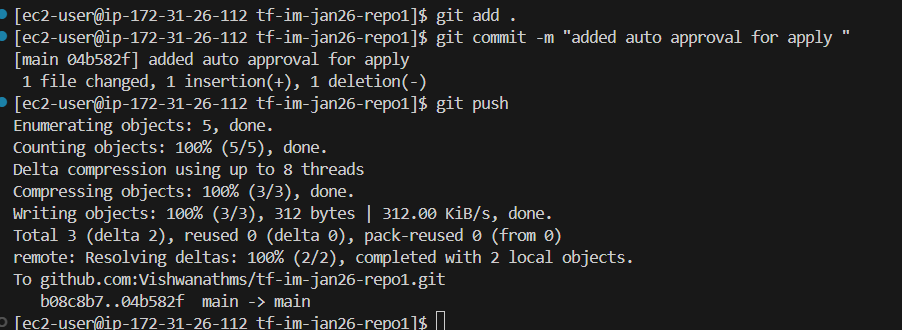 [ec2-user@ip-172-31-26-112 tf-im-jan26-repo1]$ git add .
[ec2-user@ip-172-31-26-112 tf-im-jan26-repo1]$ git commit -m "added auto approval for apply "
[main 04b582f] added auto approval for apply
 1 file changed, 1 insertion(+), 1 deletion(-)
[ec2-user@ip-172-31-26-112 tf-im-jan26-repo1]$ git push
Enumerating objects: 5, done.
Counting objects: 100% (5/5), done.
Delta compression using up to 8 threads
Compressing objects: 100% (3/3), done.
Writing objects: 100% (3/3), 312 bytes | 312.00 KiB/s, done.
Total 3 (delta 2), reused 0 (delta 0), pack-reused 0 (from 0)
remote: Resolving deltas: 100% (2/2), completed with 2 local objects.
To github.com:Vishwanathms/tf-im-jan26-repo1.git
   b08c8b7..04b582f  main -> main
[ec2-user@ip-172-31-26-112 tf-im-jan26-repo1]$